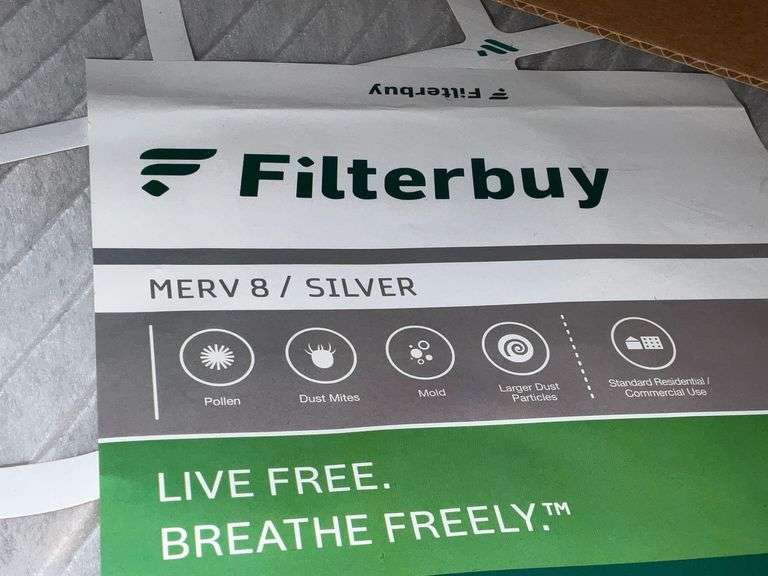 Filterbuy
Filterbuy
MERV 8 / SILVER
Pollen
Dust Mites
Mold
Larger Dust
Particles
Standard Residential /
Commercial Use
LIVE FREE.
BREATHE FREELY.™